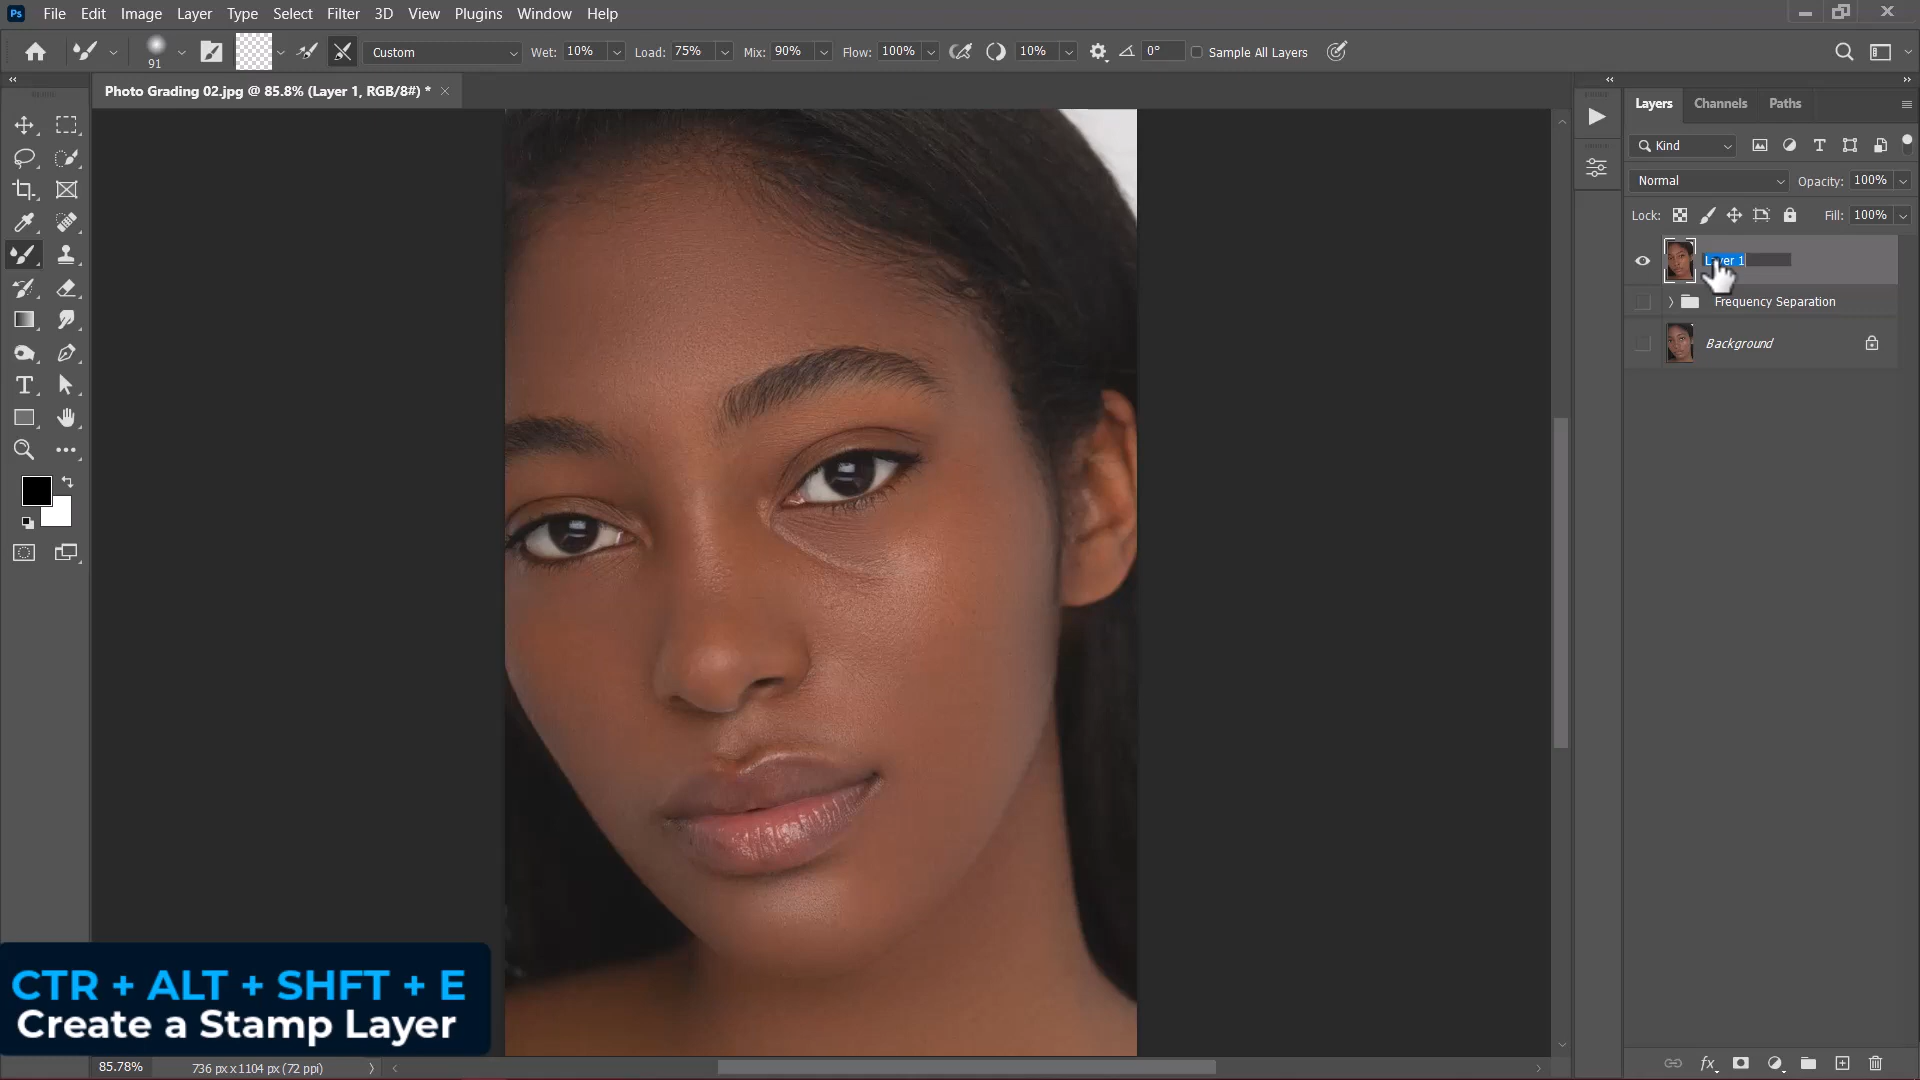 Ps File Edit Image Layer Type Select Filter 3D View Plugins Window Help
91 Custom Wet: 10% Load: 75% Mix: 90% Flow: 100% 10% 0° Sample All Layers
Photo Grading 02.jpg @ 85.8% (Layer 1, RGB/8#) *
Layers Channels Paths
Kind
Normal Opacity: 100%
Lock: Fill: 100%
Layer 1
Frequency Separation
Background
CTR + ALT + SHFT + E
Create a Stamp Layer
85.78% 736 px x 1104 px (72 ppi)